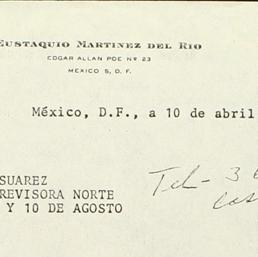 EUSTAQUIO MARTINEZ DEL RIO
EDGAR ALLAN POE Nº 23
MEXICO 5, D. F.
México, D.F., a 10 de abril
SUAREZ
REVISORA NORTE
Y 10 DE AGOSTO
Tel- 3